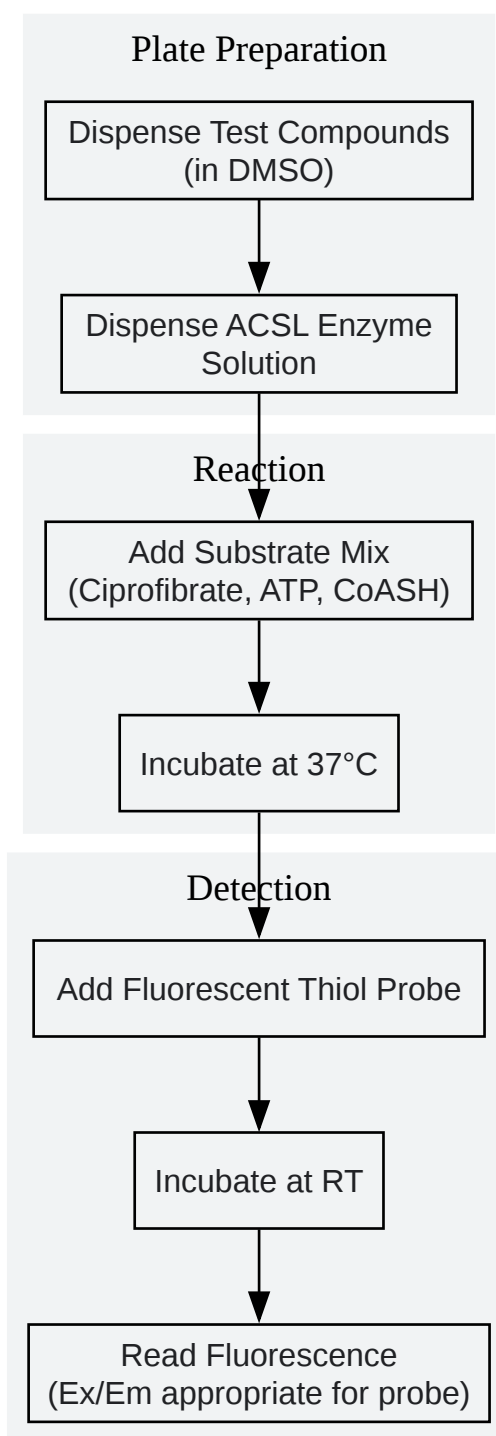 Plate Preparation
Dispense Test Compounds
(in DMSO)
Dispense ACSL Enzyme
Solution
Reaction
Add Substrate Mix
(Ciprofibrate, ATP, CoASH)
Incubate at 37°C
Detection
Add Fluorescent Thiol Probe
Incubate at RT
Read Fluorescence
(Ex/Em appropriate for probe)